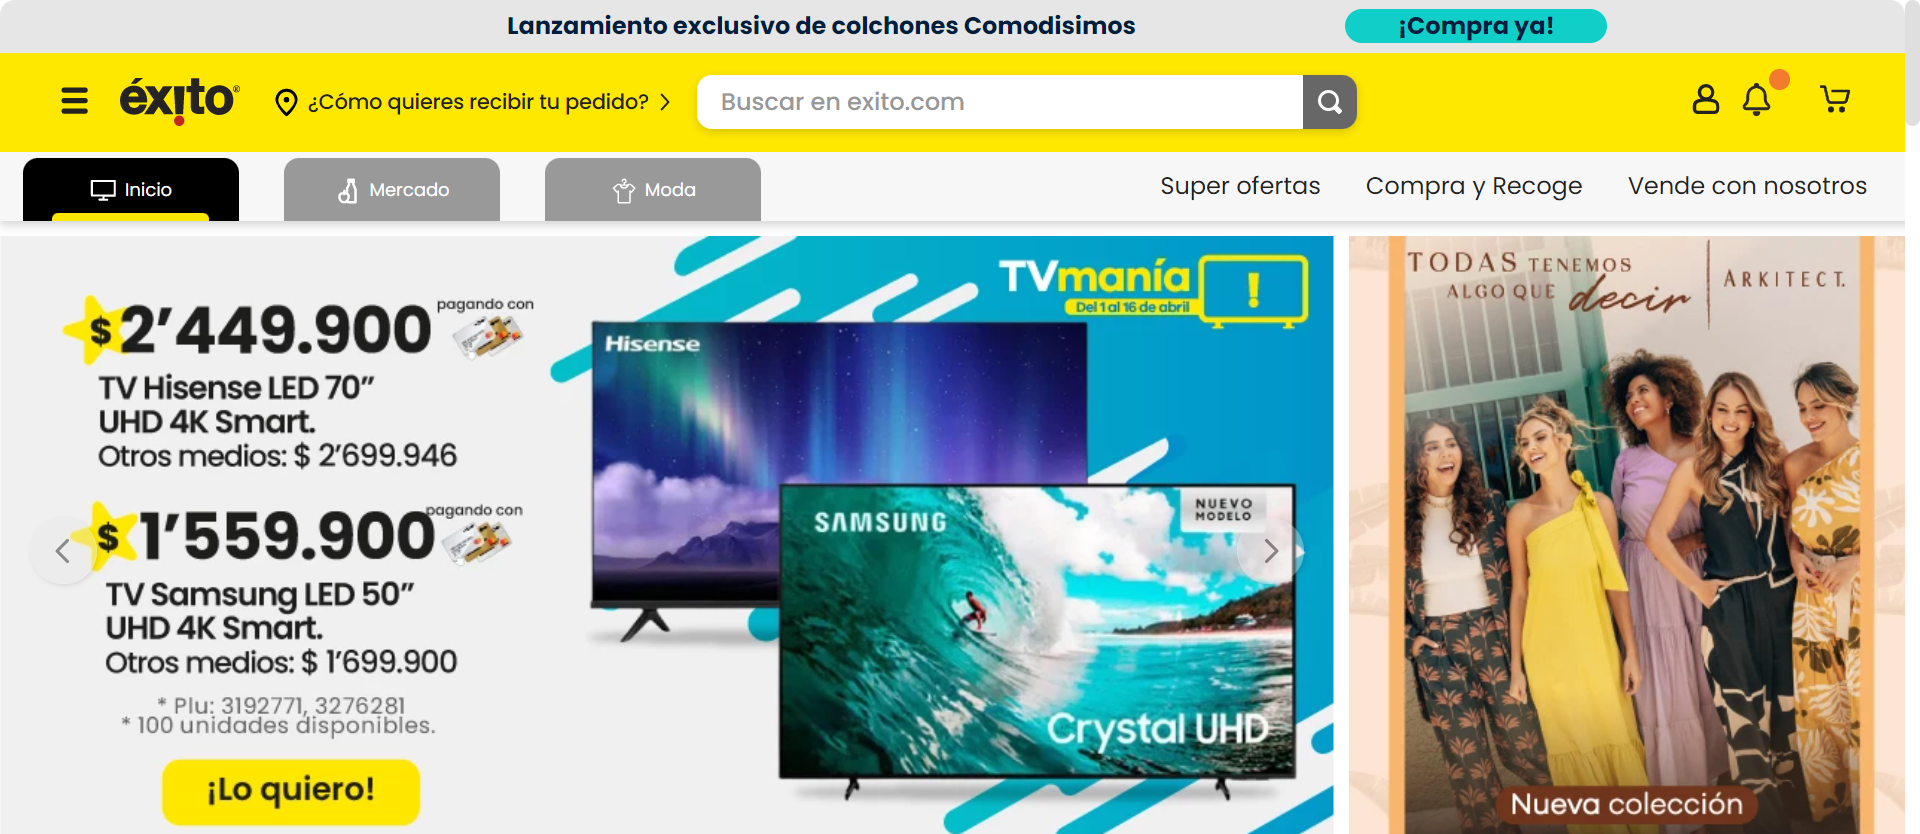 Lanzamiento exclusivo de colchones Comodisimos
¡Compra ya!
éxito®
¿Cómo quieres recibir tu pedido?
Buscar en exito.com
Inicio
Mercado
Moda
Super ofertas
Compra y Recoge
Vende con nosotros
$ 2’449.900
pagando con
TV Hisense LED 70”
UHD 4K Smart.
Otros medios: $ 2’699.946
$ 1’559.900
pagando con
TV Samsung LED 50”
UHD 4K Smart.
Otros medios: $ 1’699.900
* Plu: 3192771, 3276281
* 100 unidades disponibles.
¡Lo quiero!
TVmanía
!
Del 1 al 16 de abril
Hisense
SAMSUNG
NUEVO
MODELO
Crystal UHD
TODAS TENEMOS
ALGO QUE decir
ARKITECT.
Nueva colección